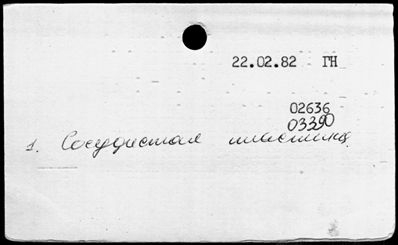 22.02.82 ГН
02636
03390
1. Сосудистая пластинка